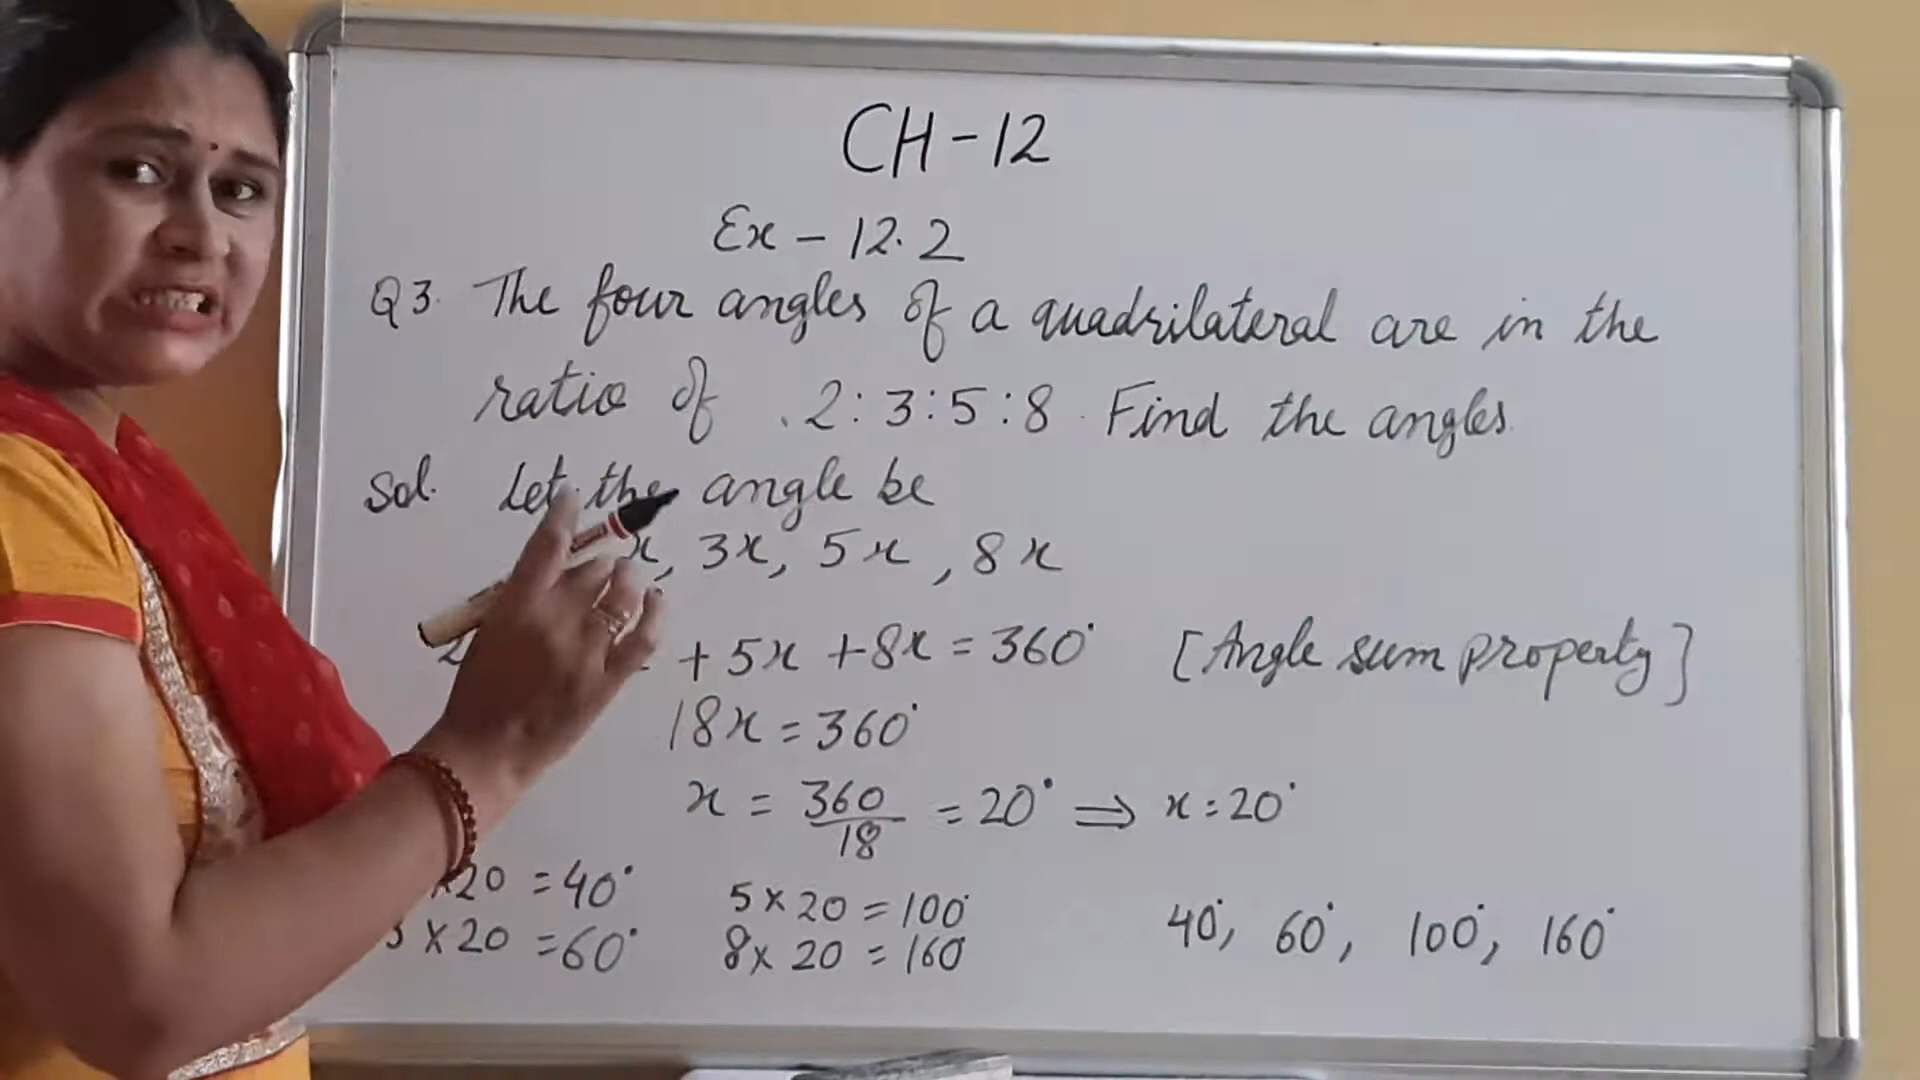 CH-12
Ex - 12.2
Q3. The four angles of a quadrilateral are in the
ratio of .2:3:5:8. Find the angles.
Sol. Let the angle be
x, 3x, 5x, 8x
+ 5x + 8x = 360° [Angle sum property]
18x = 360°
x = 360/18 = 20° ⇒ x = 20°
×20 = 40° 5×20 = 100° 40°, 60°, 100°, 160°
3×20 = 60° 8×20 = 160°